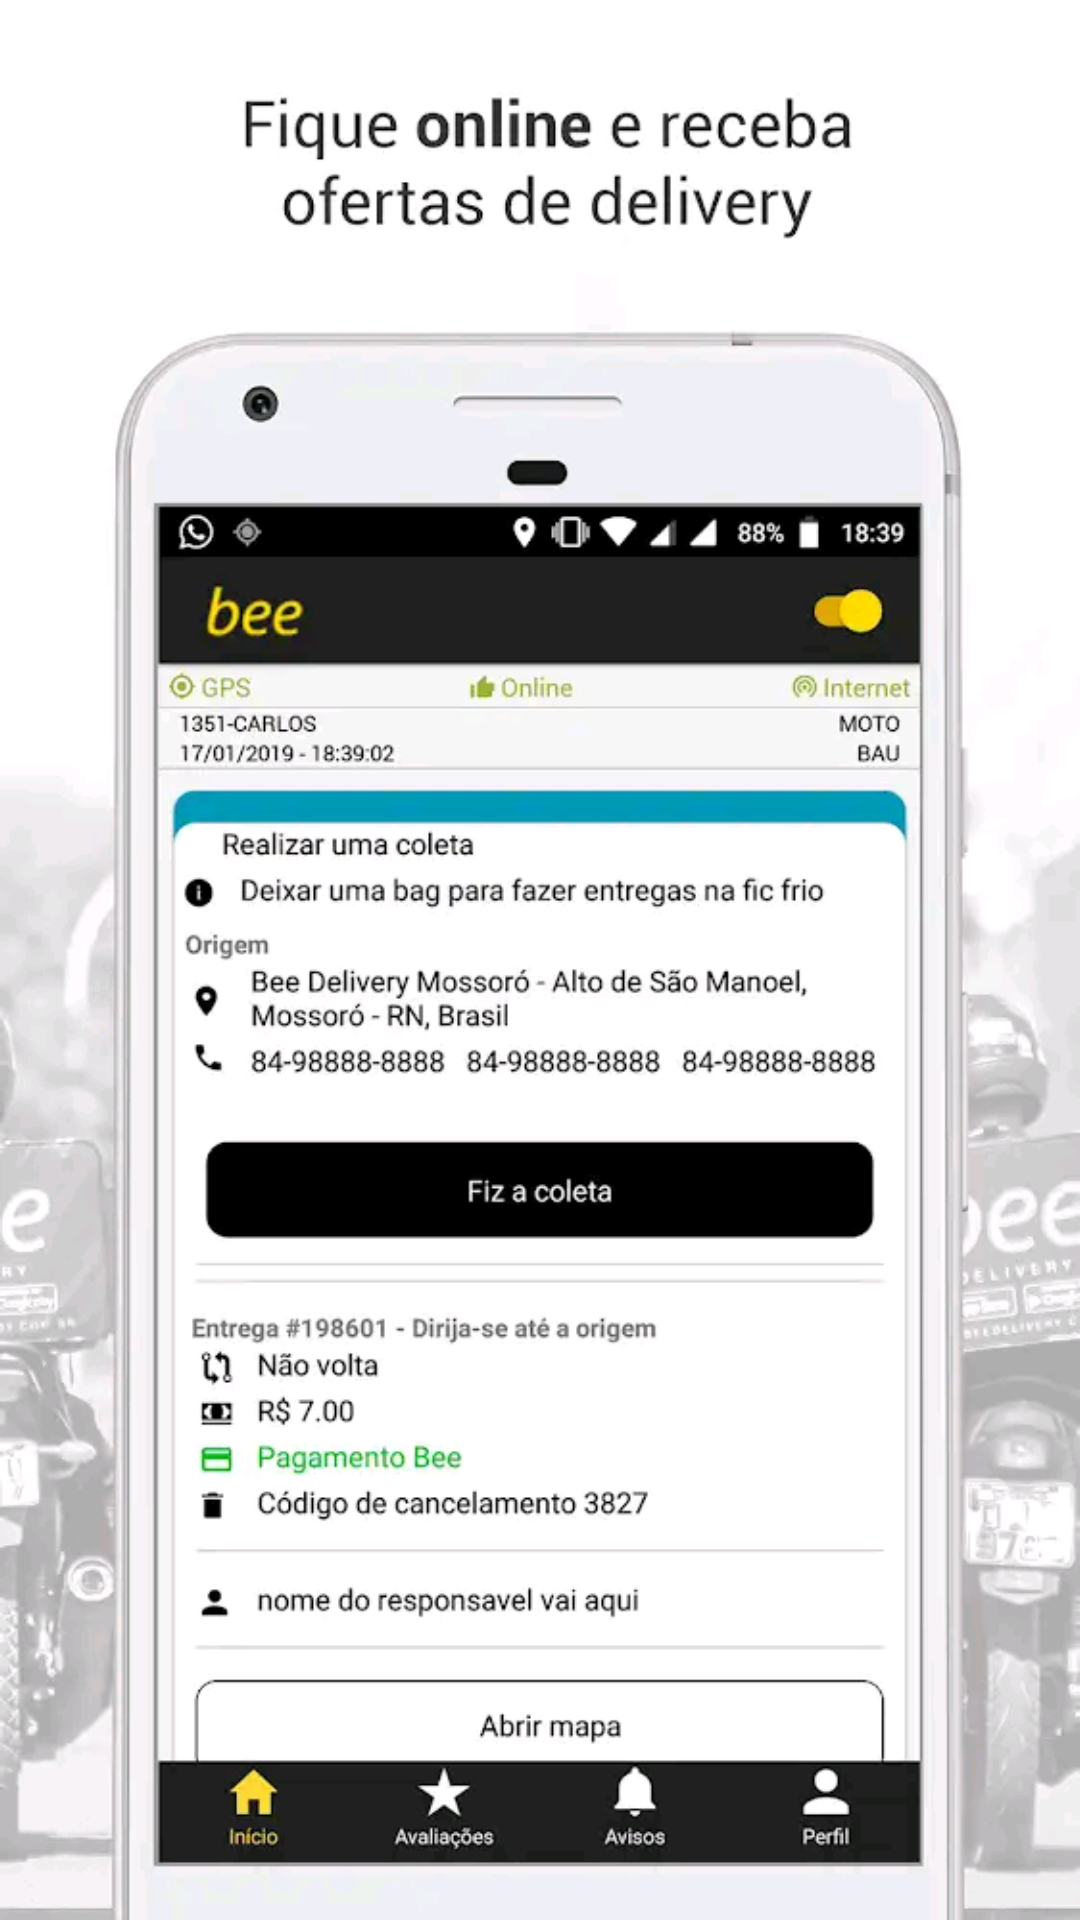 Fique online e receba
ofertas de delivery
88% 18:39
bee
GPS Online Internet
1351-CARLOS MOTO
17/01/2019 - 18:39:02 BAU
Realizar uma coleta
Deixar uma bag para fazer entregas na fic frio
Origem
Bee Delivery Mossoró - Alto de São Manoel,
Mossoró - RN, Brasil
84-98888-8888 84-98888-8888 84-98888-8888
Fiz a coleta
Entrega #198601 - Dirija-se até a origem
Não volta
R$ 7.00
Pagamento Bee
Código de cancelamento 3827
nome do responsavel vai aqui
Abrir mapa
Início Avaliações Avisos Perfil
e
RY
bee
DELIVERY